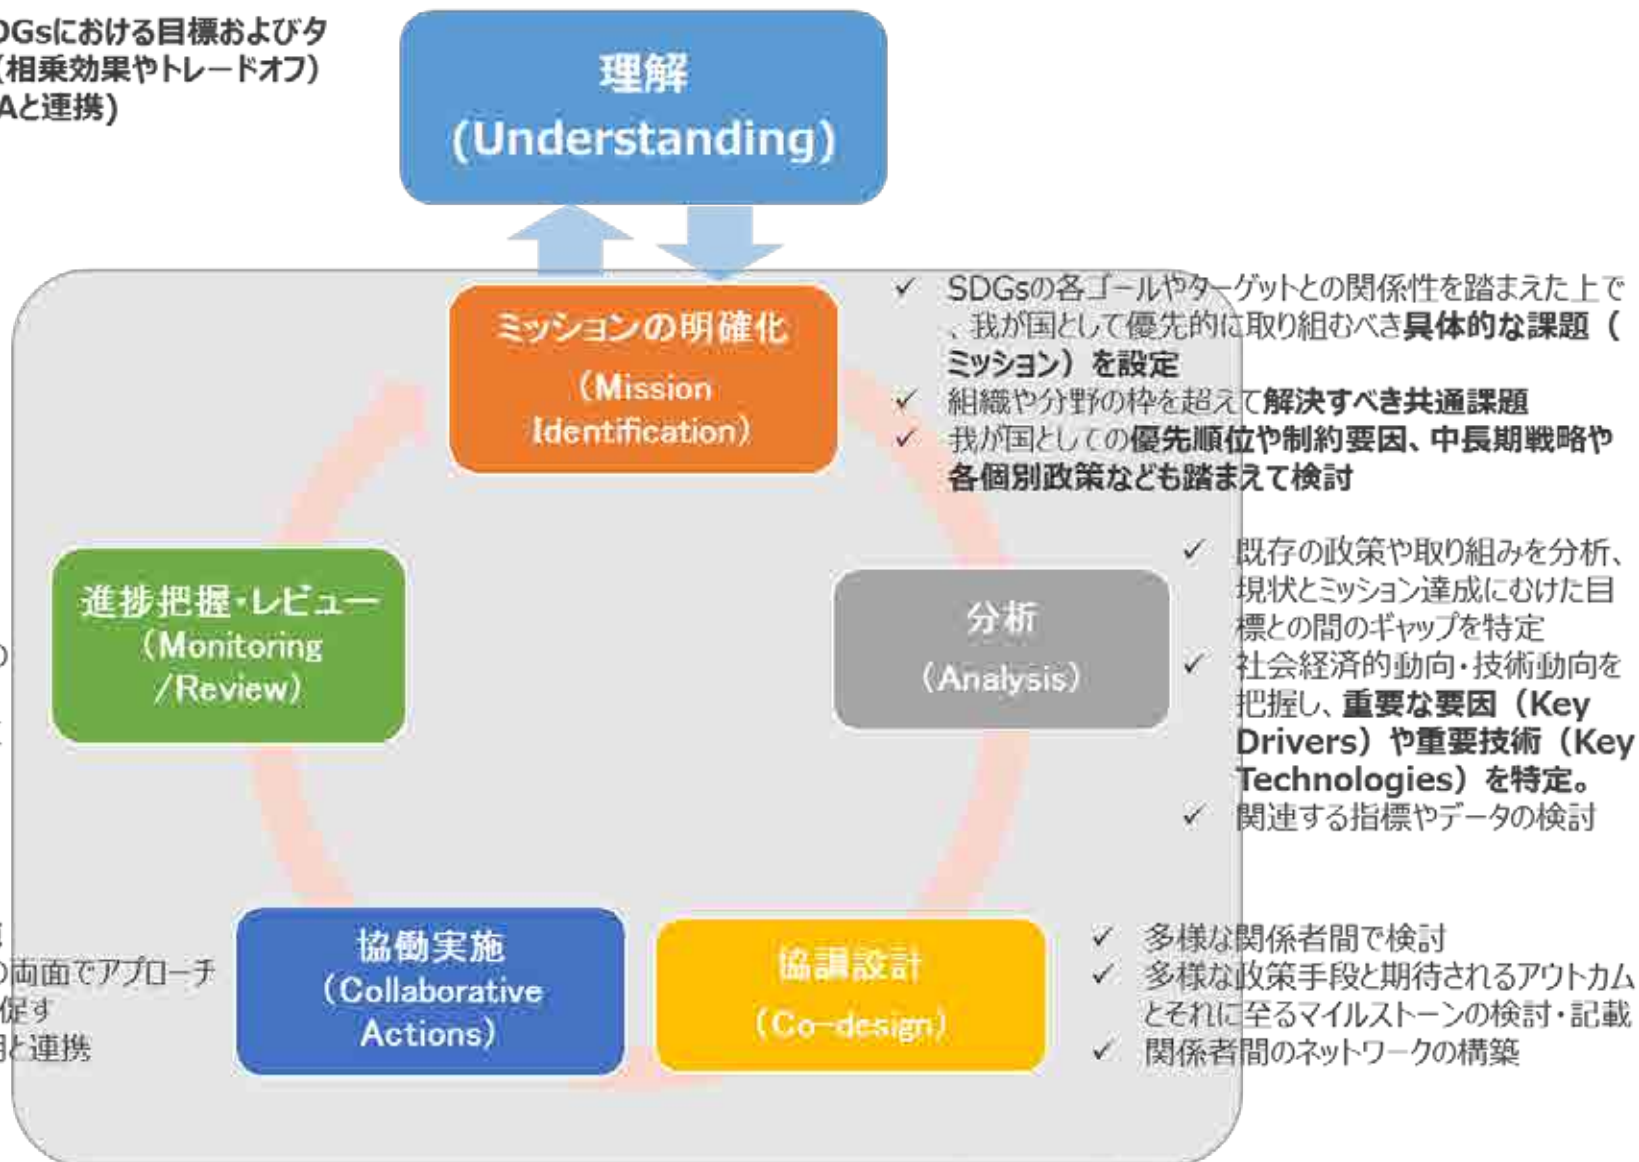 DGsにおける目標およびタ
(相乗効果やトレードオフ)
Aと連携)
理解
(Understanding)
ミッションの明確化
（Mission
Identification）
✓ SDGsの各ゴールやターゲットとの関係性を踏まえた上で
、我が国として優先的に取り組むべき具体的な課題（
ミッション）を設定
✓ 組織や分野の枠を超えて解決すべき共通課題
✓ 我が国としての優先順位や制約要因、中長期戦略や
各個別政策なども踏まえて検討
分析
（Analysis）
✓ 既存の政策や取り組みを分析、
現状とミッション達成にむけた目
標との間のギャップを特定
✓ 社会経済的動向・技術動向を
把握し、重要な要因（Key
Drivers）や重要技術（Key
Technologies）を特定。
✓ 関連する指標やデータの検討
協調設計
（Co-design）
✓ 多様な関係者間で検討
✓ 多様な政策手段と期待されるアウトカム
とそれに至るマイルストーンの検討・記載
✓ 関係者間のネットワークの構築
協働実施
（Collaborative
Actions）
の両面でアプローチ
促す
と連携
進捗把握・レビュー
（Monitoring
/Review）
の